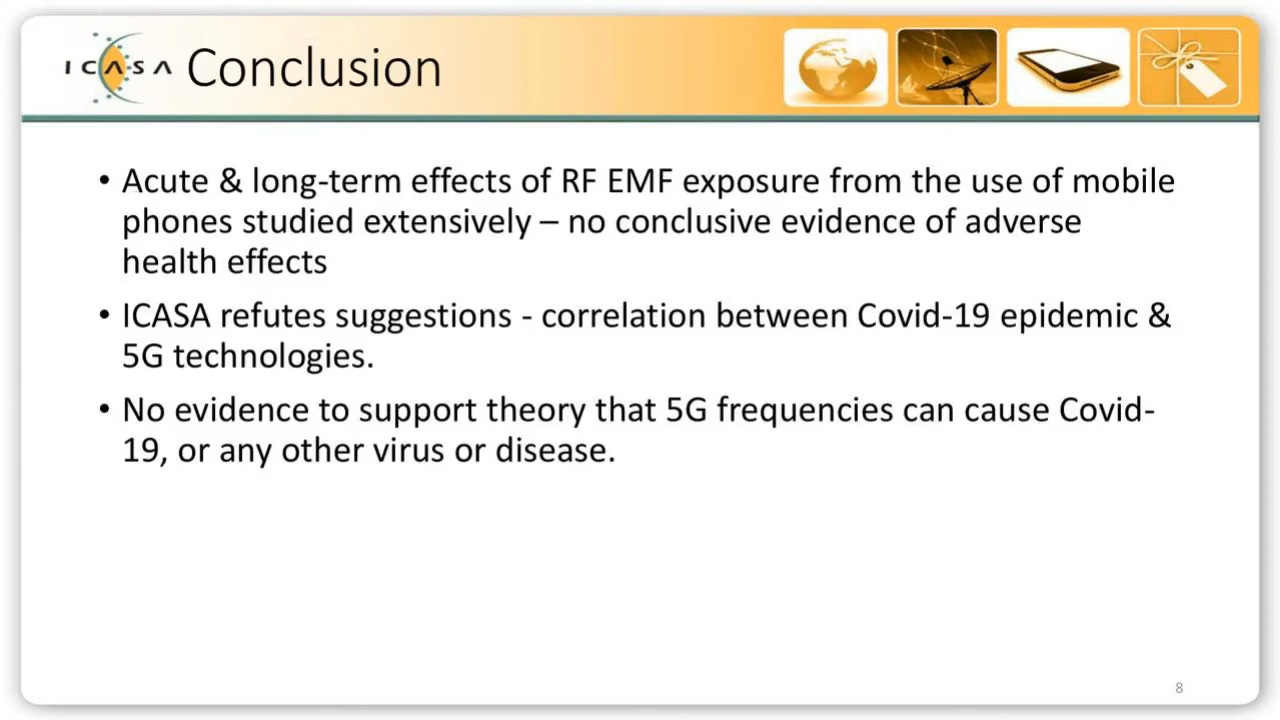 ICASA Conclusion
• Acute & long-term effects of RF EMF exposure from the use of mobile
phones studied extensively – no conclusive evidence of adverse
health effects
• ICASA refutes suggestions - correlation between Covid-19 epidemic &
5G technologies.
• No evidence to support theory that 5G frequencies can cause Covid-
19, or any other virus or disease.
8